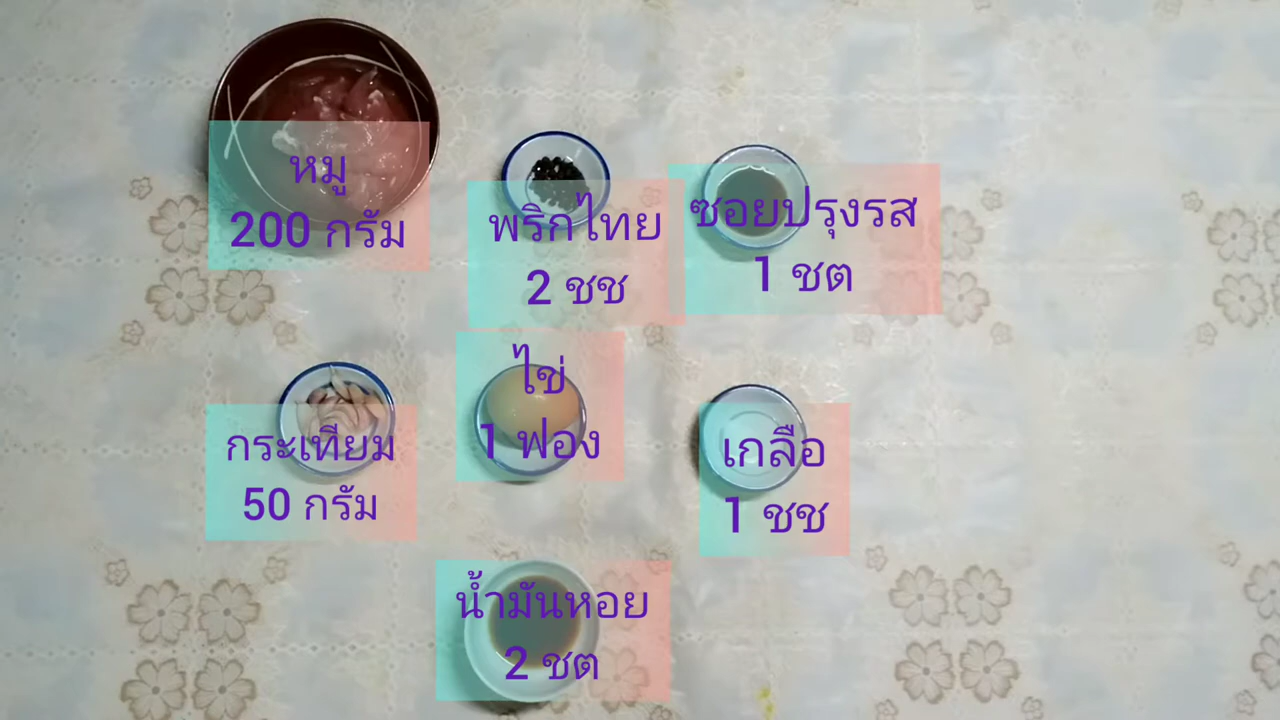 หมู
200 กรัม
พริกไทย
2 ชช
ซอยปรุงรส
1 ชต
กระเทียม
50 กรัม
ไข่
1 ฟอง
เกลือ
1 ชช
น้ำมันหอย
2 ชต